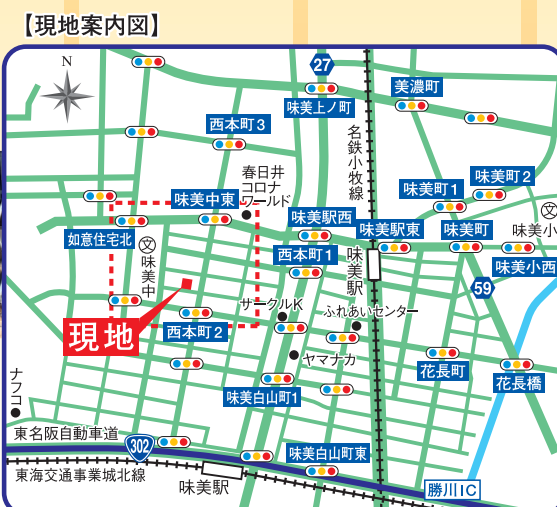 【現地案内図】
N
27
美濃町
味美上ノ町
西本町3
名鉄小牧線
春日井
コロナ
ワールド
味美町2
味美町1
味美中東
味美駅西
味美駅東
味美町
文
味美小
如意住宅北
文
味美中
西本町1
味美駅
味美小西
59
サークルK
ふれあいセンター
現地
西本町2
ヤマナカ
花長町
花長橋
ナフコ
味美白山町1
東名阪自動車道
302
味美白山町東
東海交通事業城北線
味美駅
勝川IC